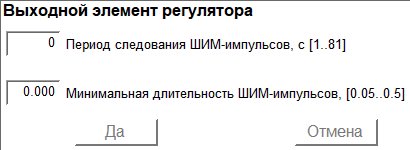 Выходной элемент регулятора
0 Период следования ШИМ-импульсов, с [1..81]
0.000 Минимальная длительность ШИМ-импульсов, [0.05..0.5]
Да Отмена